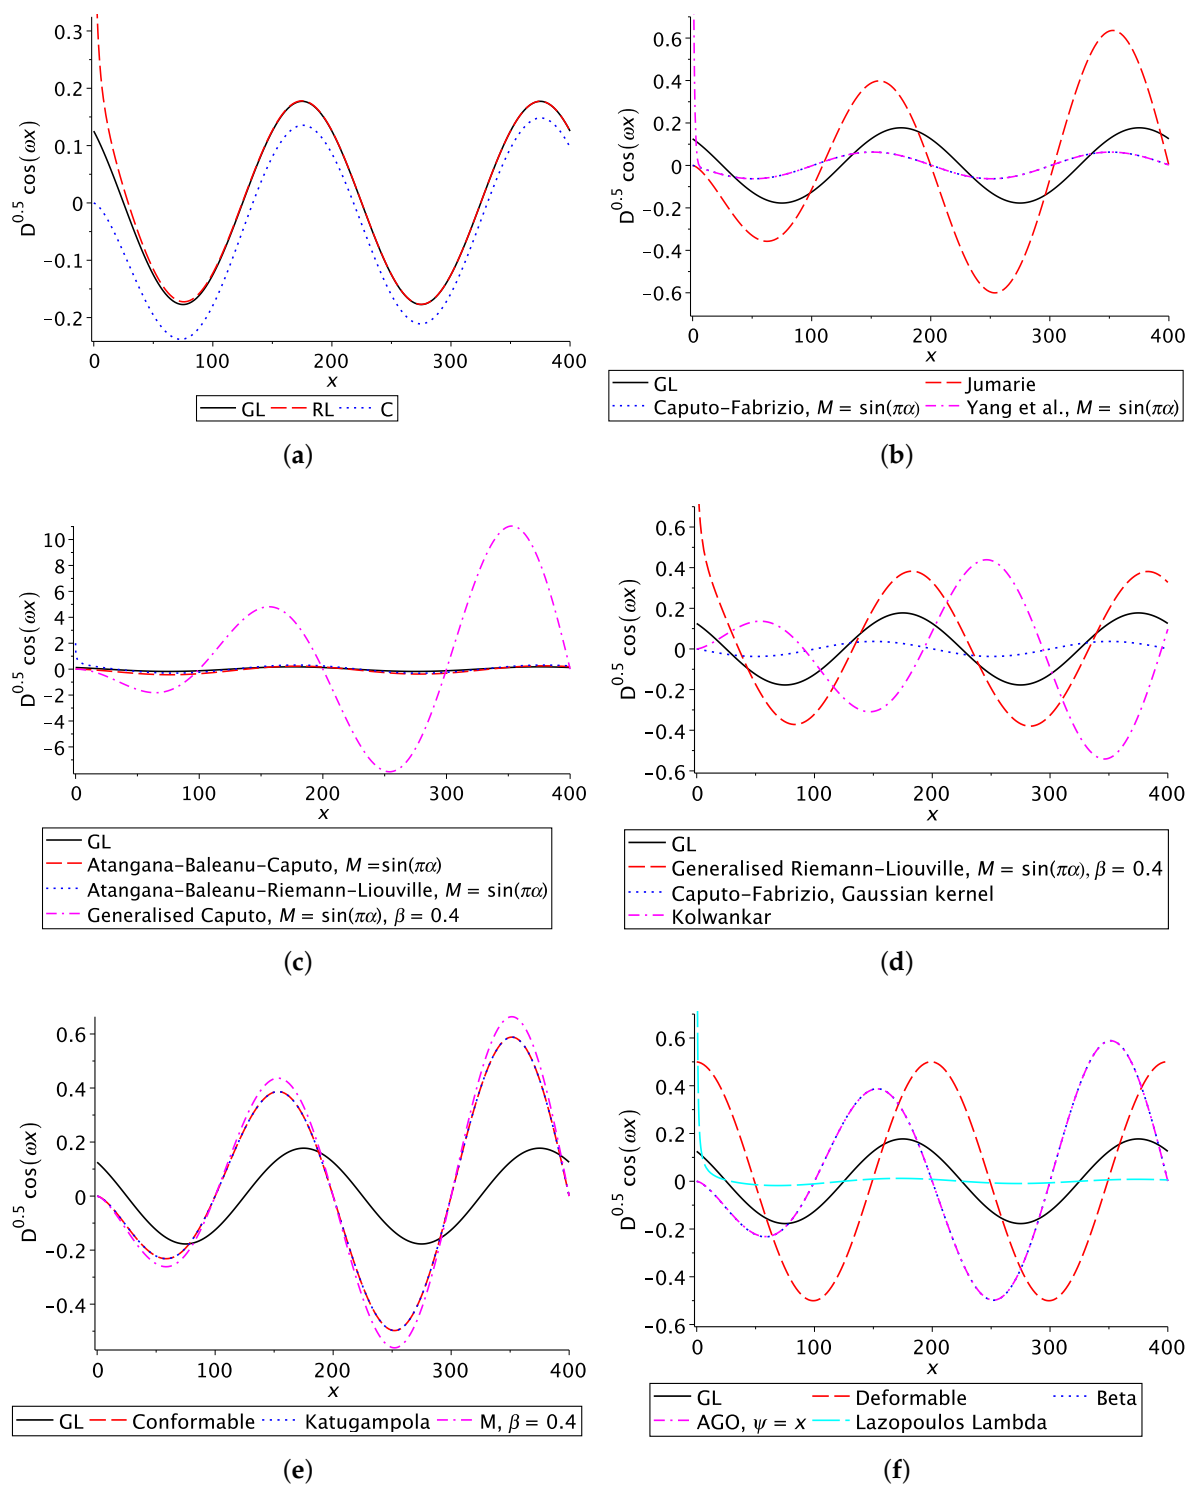 0.3
0.2
0.1
0
−0.1
−0.2
D^0.5 cos(ωx)
0 100 200 300 400
x
GL RL C
(a)
0.6
0.4
0.2
0
−0.2
−0.4
−0.6
D^0.5 cos(ωx)
0 100 200 300 400
x
GL Jumarie
Caputo−Fabrizio, M = sin(πα) Yang et al., M = sin(πα)
(b)
10
8
6
4
2
0
−2
−4
−6
D^0.5 cos(ωx)
0 100 200 300 400
x
GL
Atangana−Baleanu−Caputo, M =sin(πα)
Atangana−Baleanu−Riemann−Liouville, M = sin(πα)
Generalised Caputo, M = sin(πα), β = 0.4
(c)
0.6
0.4
0.2
0
−0.2
−0.4
−0.6
D^0.5 cos(ωx)
0 100 200 300 400
x
GL
Generalised Riemann−Liouville, M = sin(πα), β = 0.4
Caputo−Fabrizio, Gaussian kernel
Kolwankar
(d)
0.6
0.4
0.2
0
−0.2
−0.4
D^0.5 cos(ωx)
0 100 200 300 400
x
GL Conformable Katugampola M, β = 0.4
(e)
0.6
0.4
0.2
0
−0.2
−0.4
−0.6
D^0.5 cos(ωx)
0 100 200 300 400
x
GL Deformable Beta
AGO, ψ = x Lazopoulos Lambda
(f)